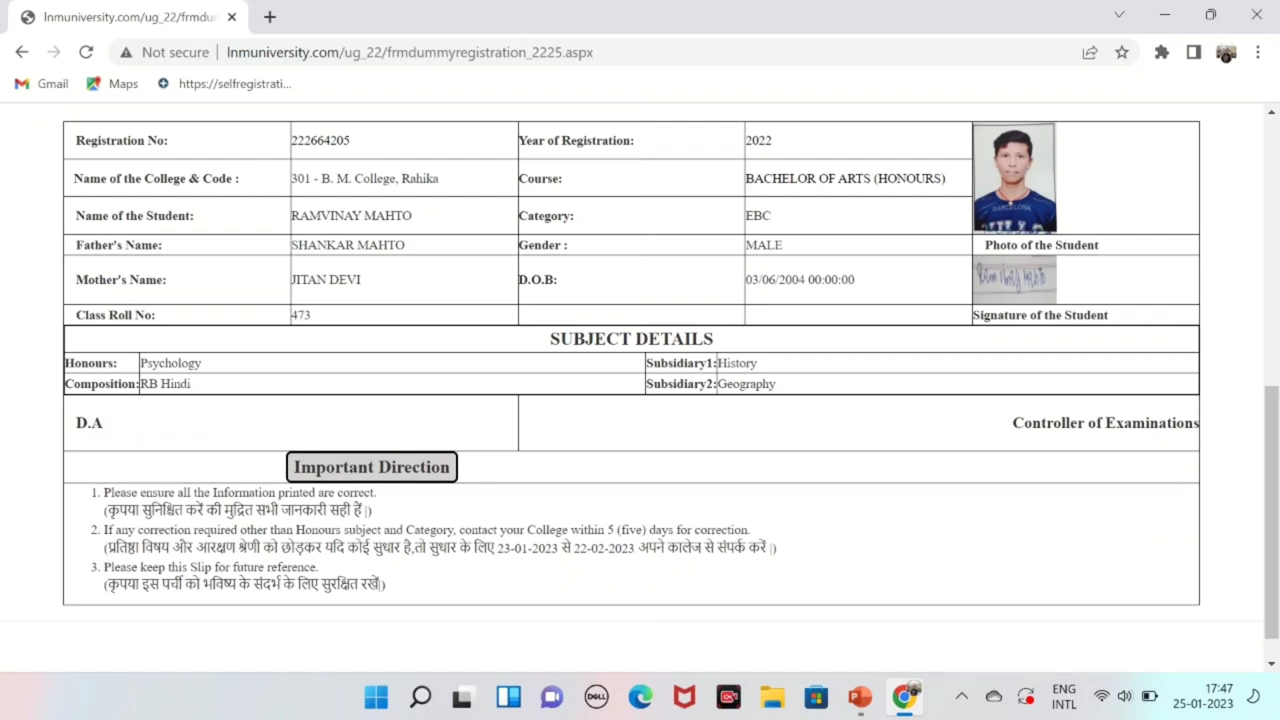 lnmuniversity.com/ug_22/frmdum
Not secure
lnmuniversity.com/ug_22/frmdummyregistration_2225.aspx
Gmail
Maps
https://selfregistrati...
Registration No: 222664205 Year of Registration: 2022
Name of the College & Code : 301 - B. M. College, Rahika Course: BACHELOR OF ARTS (HONOURS)
Name of the Student: RAMVINAY MAHTO Category: EBC
BARCELONA
Father's Name: SHANKAR MAHTO Gender : MALE Photo of the Student
Mother's Name: JITAN DEVI D.O.B: 03/06/2004 00:00:00
Ram Vinay Mahto
Class Roll No: 473 Signature of the Student
SUBJECT DETAILS
Honours: Psychology Subsidiary1: History
Composition: RB Hindi Subsidiary2: Geography
D.A Controller of Examinations
Important Direction
1. Please ensure all the Information printed are correct.
(कृपया सुनिश्चित करें की मुद्रित सभी जानकारी सही हैं |)
2. If any correction required other than Honours subject and Category, contact your College within 5 (five) days for correction.
(प्रतिष्ठा विषय और आरक्षण श्रेणी को छोड़कर यदि कोई सुधार हे,तो सुधार के लिए 23-01-2023 से 22-02-2023 अपने कालेज से संपर्क करें |)
3. Please keep this Slip for future reference.
(कृपया इस पर्ची को भविष्य के संदर्भ के लिए सुरक्षित रखें|)
DELL
ENG
INTL
17:47
25-01-2023